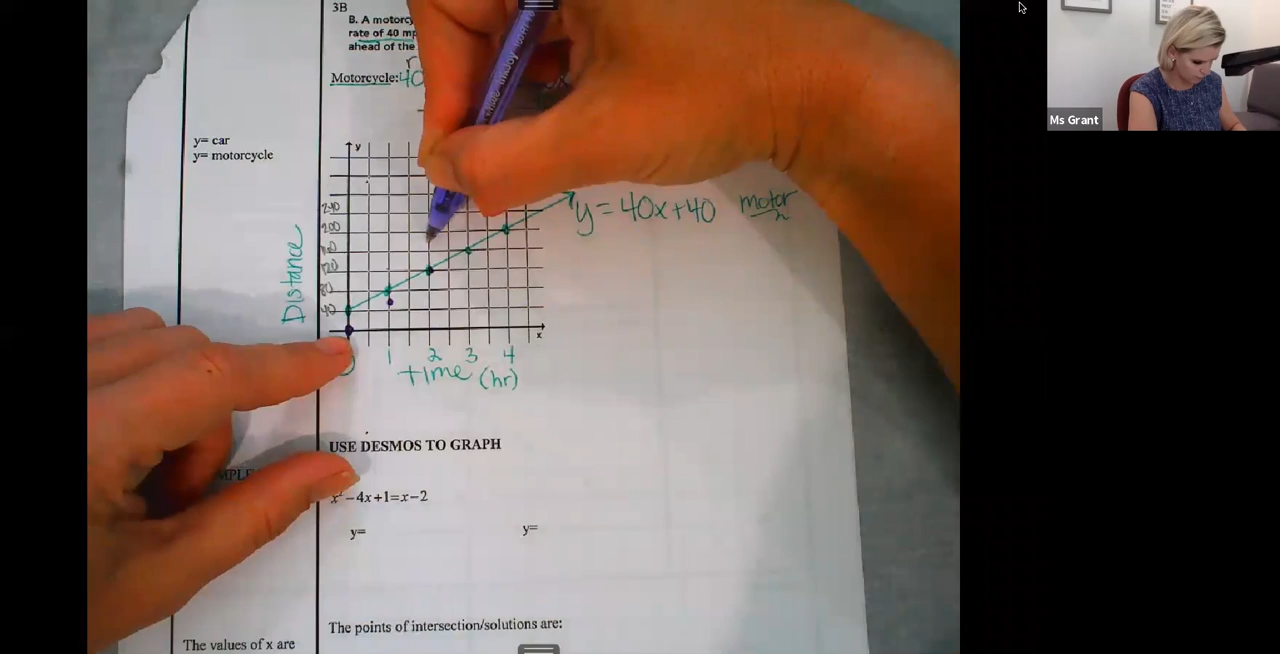 3B
B. A motorcy
rate of 40 mp
ahead of the
r
Motorcycle: 40
y= car
y= motorcycle
y
240
200
160
120
80
40
Distance
y = 40x + 40 motor
x
1 2 3 4
time (hr)
USE DESMOS TO GRAPH
MPLE
x² – 4x + 1 = x – 2
y= y=
The points of intersection/solutions are:
The values of x are
Ms Grant